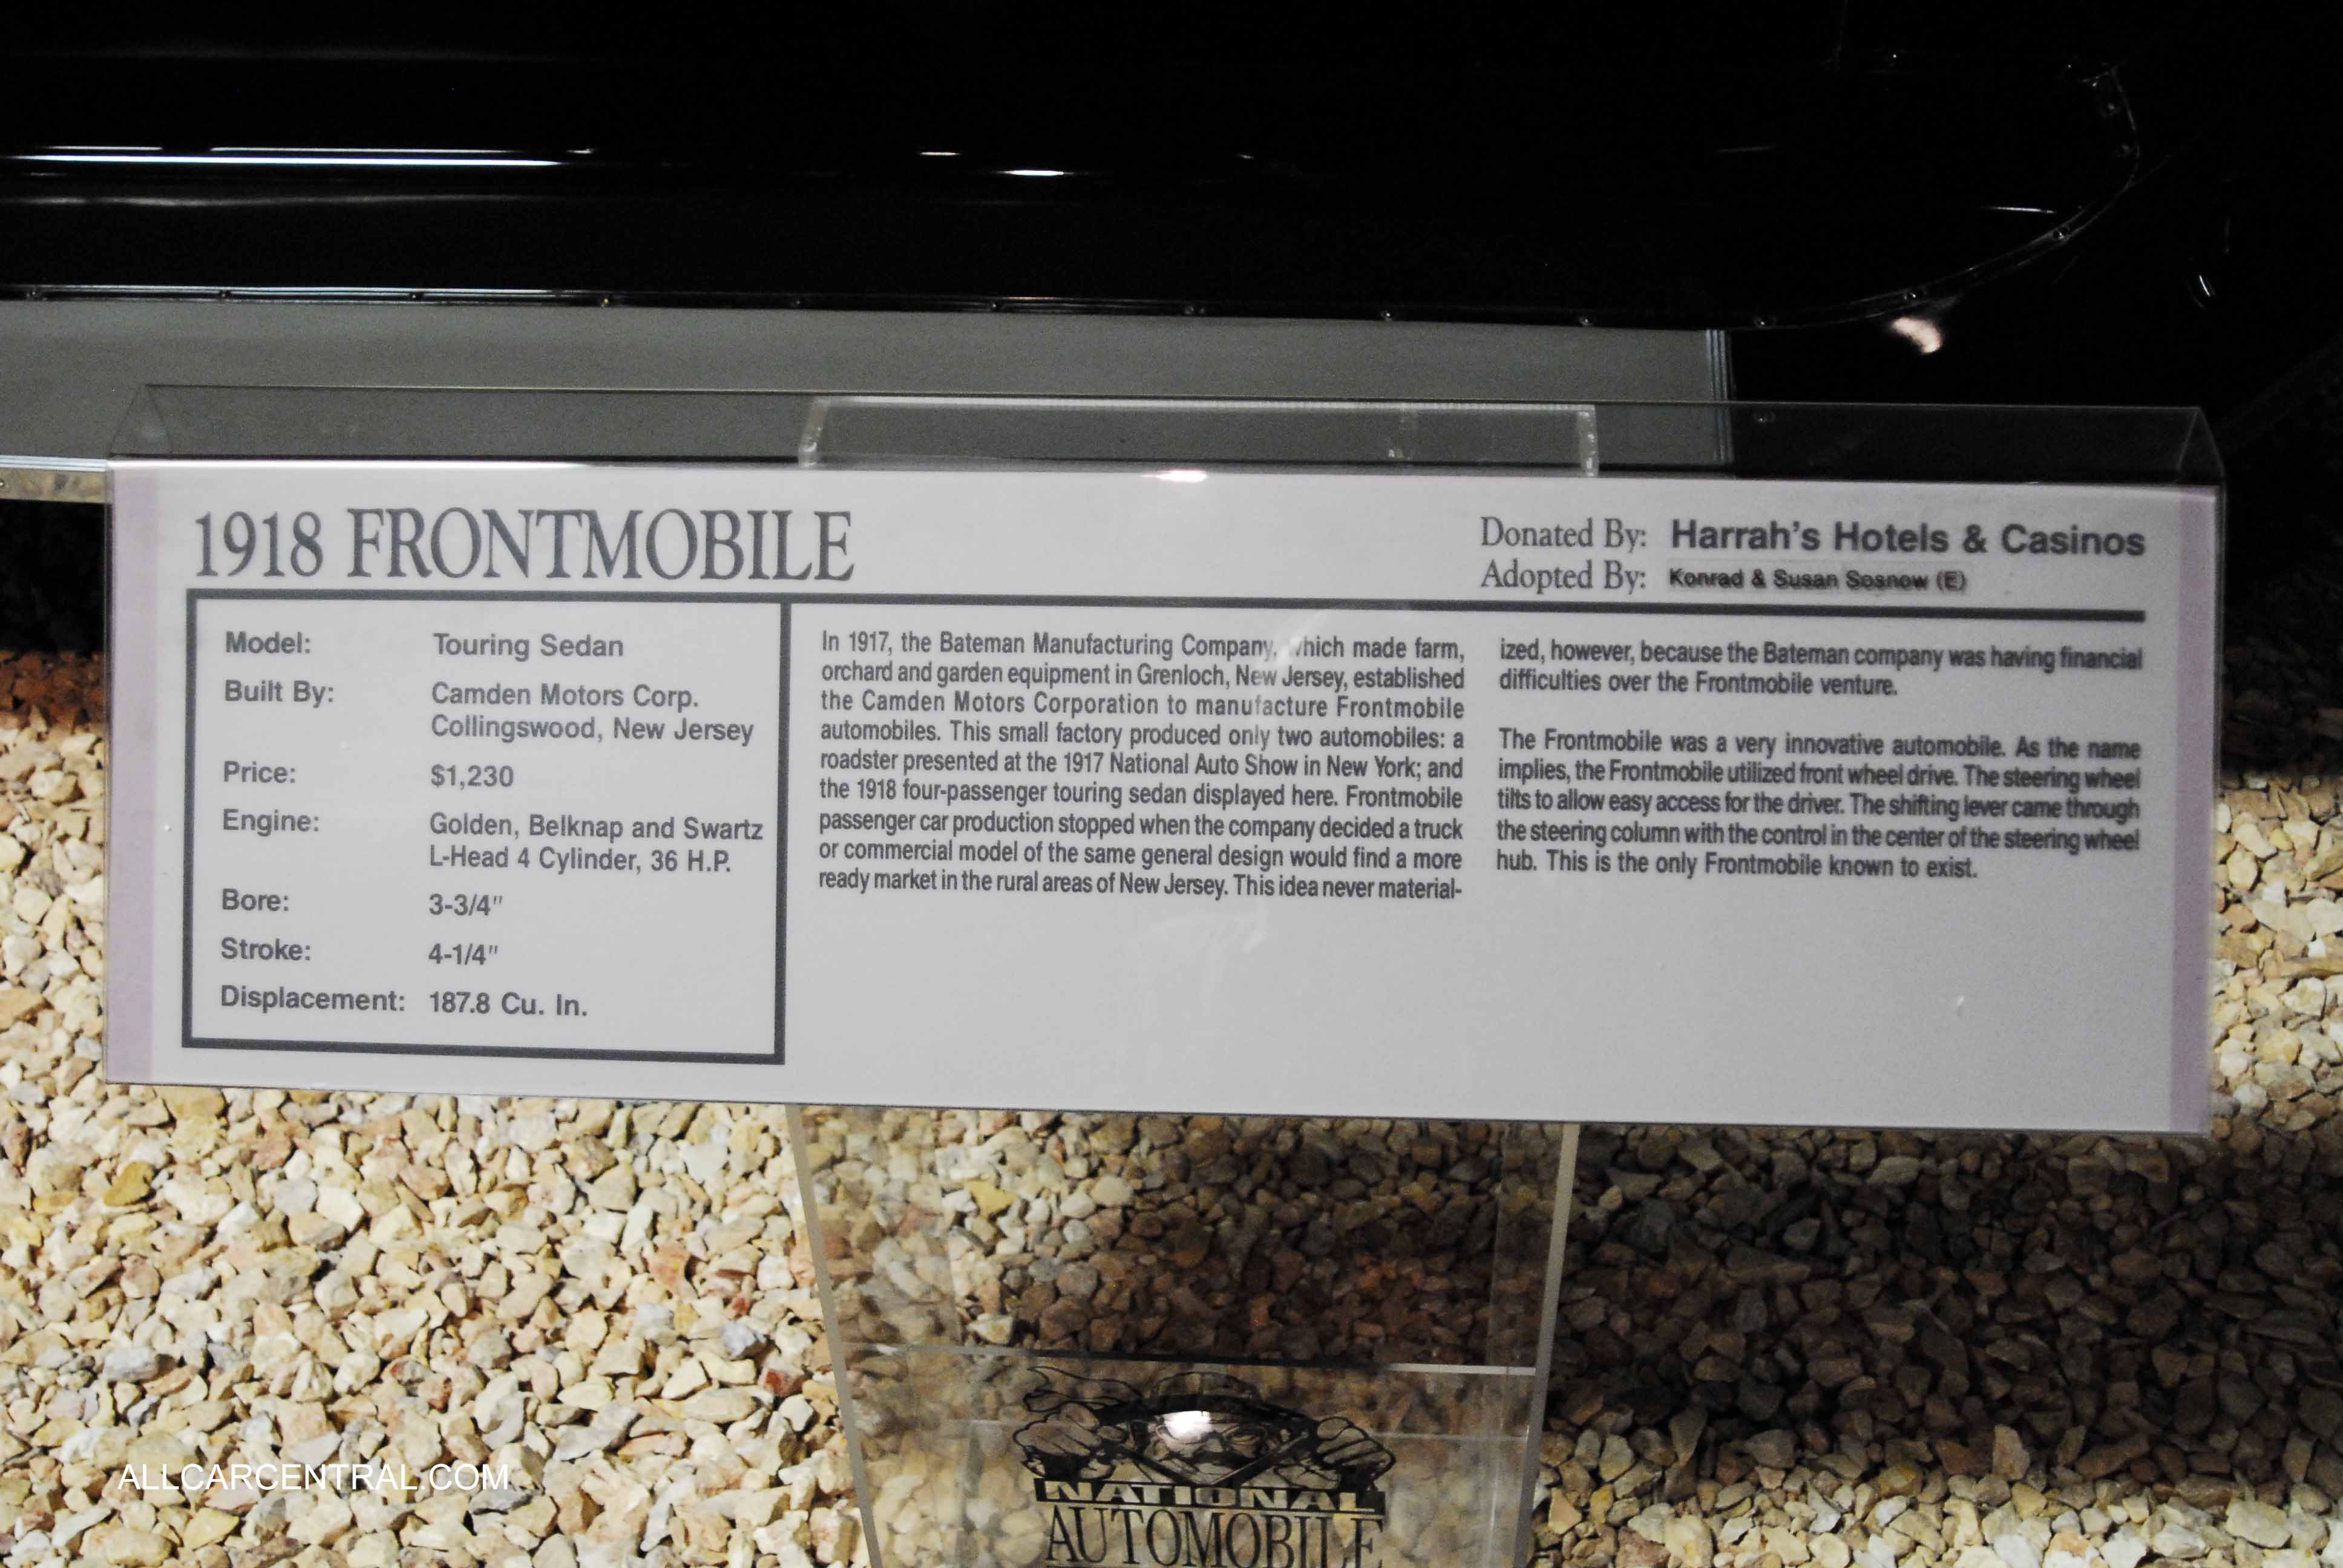 1918 FRONTMOBILE
Donated By: Harrah's Hotels & Casinos
Adopted By: Konrad & Susan Sosnow (E)
Model: Touring Sedan
Built By: Camden Motors Corp.
Collingswood, New Jersey
Price: $1,230
Engine: Golden, Belknap and Swartz
L-Head 4 Cylinder, 36 H.P.
Bore: 3-3/4"
Stroke: 4-1/4"
Displacement: 187.8 Cu. In.
In 1917, the Bateman Manufacturing Company, which made farm,
orchard and garden equipment in Grenloch, New Jersey, established
the Camden Motors Corporation to manufacture Frontmobile
automobiles. This small factory produced only two automobiles: a
roadster presented at the 1917 National Auto Show in New York; and
the 1918 four-passenger touring sedan displayed here. Frontmobile
passenger car production stopped when the company decided a truck
or commercial model of the same general design would find a more
ready market in the rural areas of New Jersey. This idea never material-
ized, however, because the Bateman company was having financial
difficulties over the Frontmobile venture.
The Frontmobile was a very innovative automobile. As the name
implies, the Frontmobile utilized front wheel drive. The steering wheel
tilts to allow easy access for the driver. The shifting lever came through
the steering column with the control in the center of the steering wheel
hub. This is the only Frontmobile known to exist.
NATIONAL
AUTOMOBILE
ALLCARCENTRAL.COM